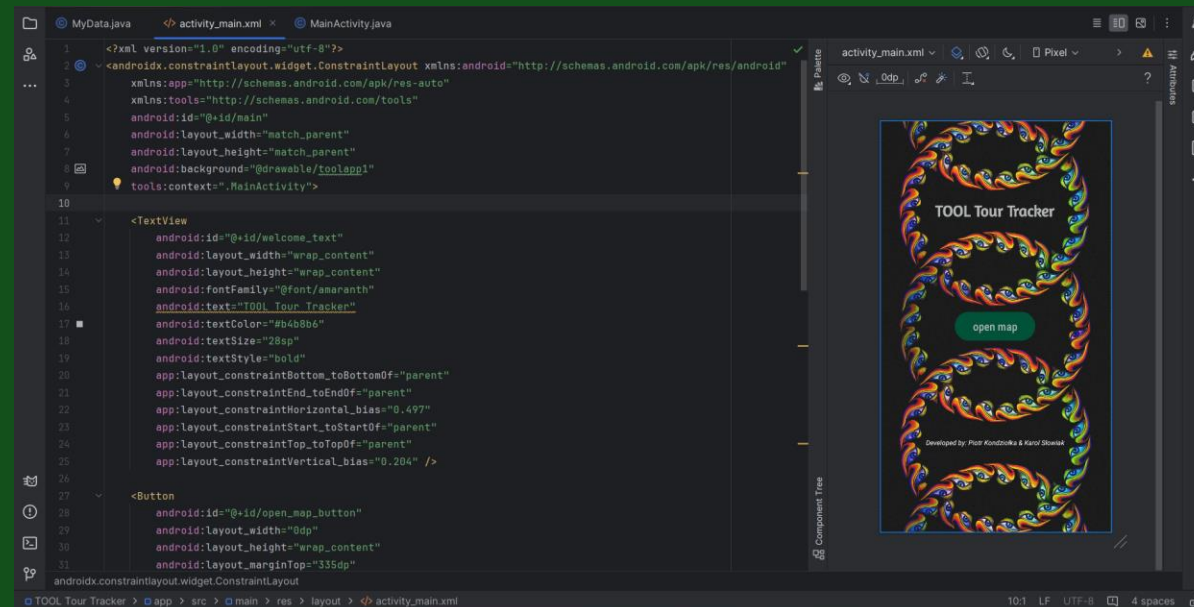 MyData.java
activity_main.xml
MainActivity.java
1 <?xml version="1.0" encoding="utf-8"?>
2 <androidx.constraintlayout.widget.ConstraintLayout xmlns:android="http://schemas.android.com/apk/res/android"
3 xmlns:app="http://schemas.android.com/apk/res-auto"
4 xmlns:tools="http://schemas.android.com/tools"
5 android:id="@+id/main"
6 android:layout_width="match_parent"
7 android:layout_height="match_parent"
8 android:background="@drawable/toolapp1"
9 tools:context=".MainActivity">
10
11 <TextView
12 android:id="@+id/welcome_text"
13 android:layout_width="wrap_content"
14 android:layout_height="wrap_content"
15 android:fontFamily="@font/amaranth"
16 android:text="TOOL Tour Tracker"
17 android:textColor="#b4b8b6"
18 android:textSize="28sp"
19 android:textStyle="bold"
20 app:layout_constraintBottom_toBottomOf="parent"
21 app:layout_constraintEnd_toEndOf="parent"
22 app:layout_constraintHorizontal_bias="0.497"
23 app:layout_constraintStart_toStartOf="parent"
24 app:layout_constraintTop_toTopOf="parent"
25 app:layout_constraintVertical_bias="0.204" />
26
27 <Button
28 android:id="@+id/open_map_button"
29 android:layout_width="0dp"
30 android:layout_height="wrap_content"
31 android:layout_marginTop="335dp"
androidx.constraintlayout.widget.ConstraintLayout
Palette
Component Tree
activity_main.xml
Pixel
0dp
?
Attributes
TOOL Tour Tracker
open map
Developed by: Piotr Kondziołka & Karol Słowiak
TOOL Tour Tracker > app > src > main > res > layout > activity_main.xml
10:1 LF UTF-8 4 spaces